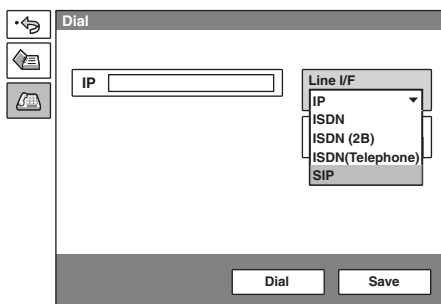 Dial
IP
Line I/F
IP
ISDN
ISDN (2B)
ISDN(Telephone)
SIP
Dial
Save